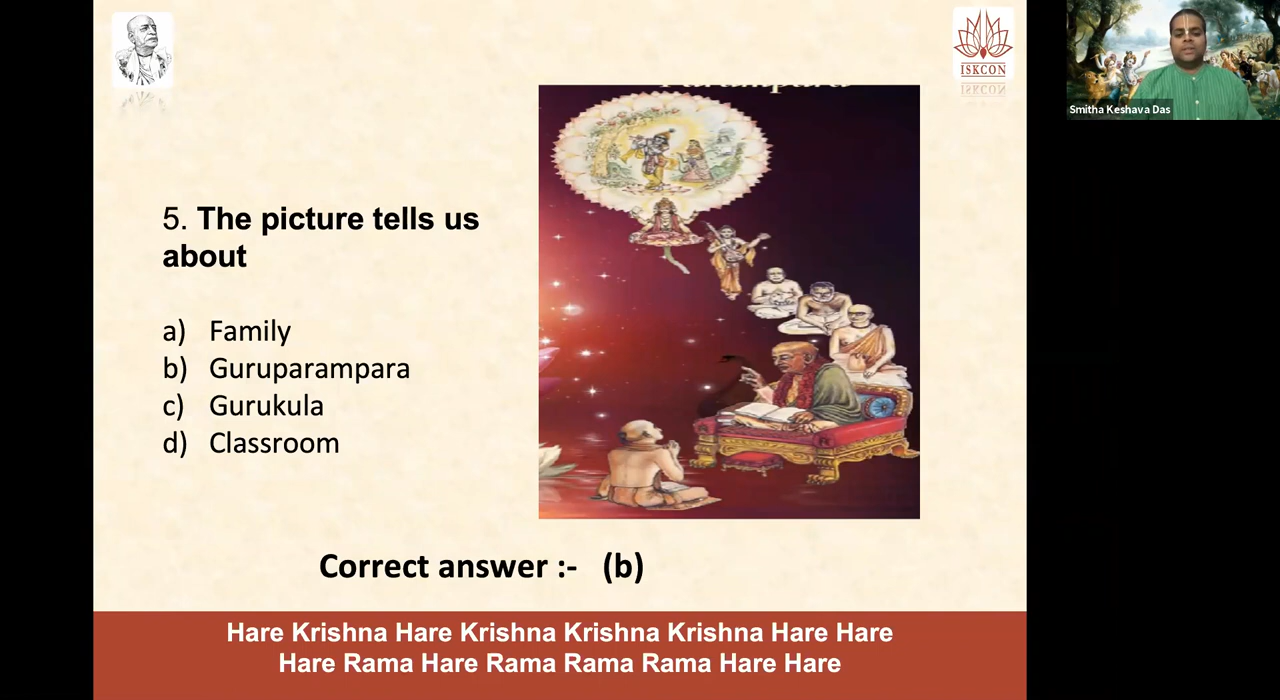 ISKCON
Smitha Keshava Das
5. The picture tells us
about
a) Family
b) Guruparampara
c) Gurukula
d) Classroom
Correct answer :- (b)
Hare Krishna Hare Krishna Krishna Krishna Hare Hare
Hare Rama Hare Rama Rama Rama Hare Hare